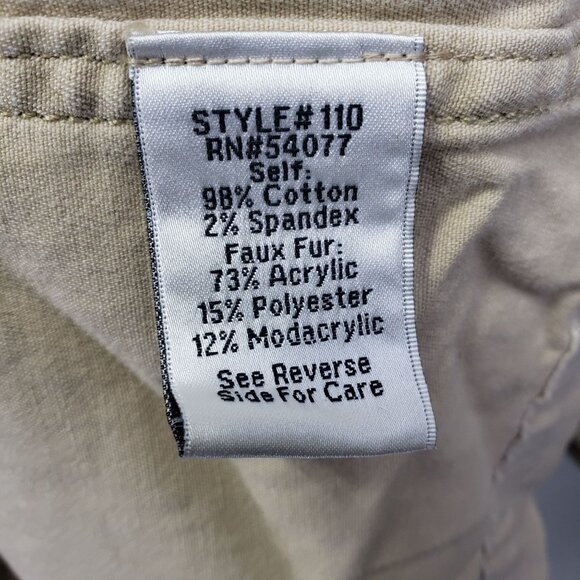 STYLE# 110
RN#54077
Self:
98% Cotton
2% Spandex
Faux Fur:
73% Acrylic
15% Polyester
12% Modacrylic
See Reverse
Side For Care